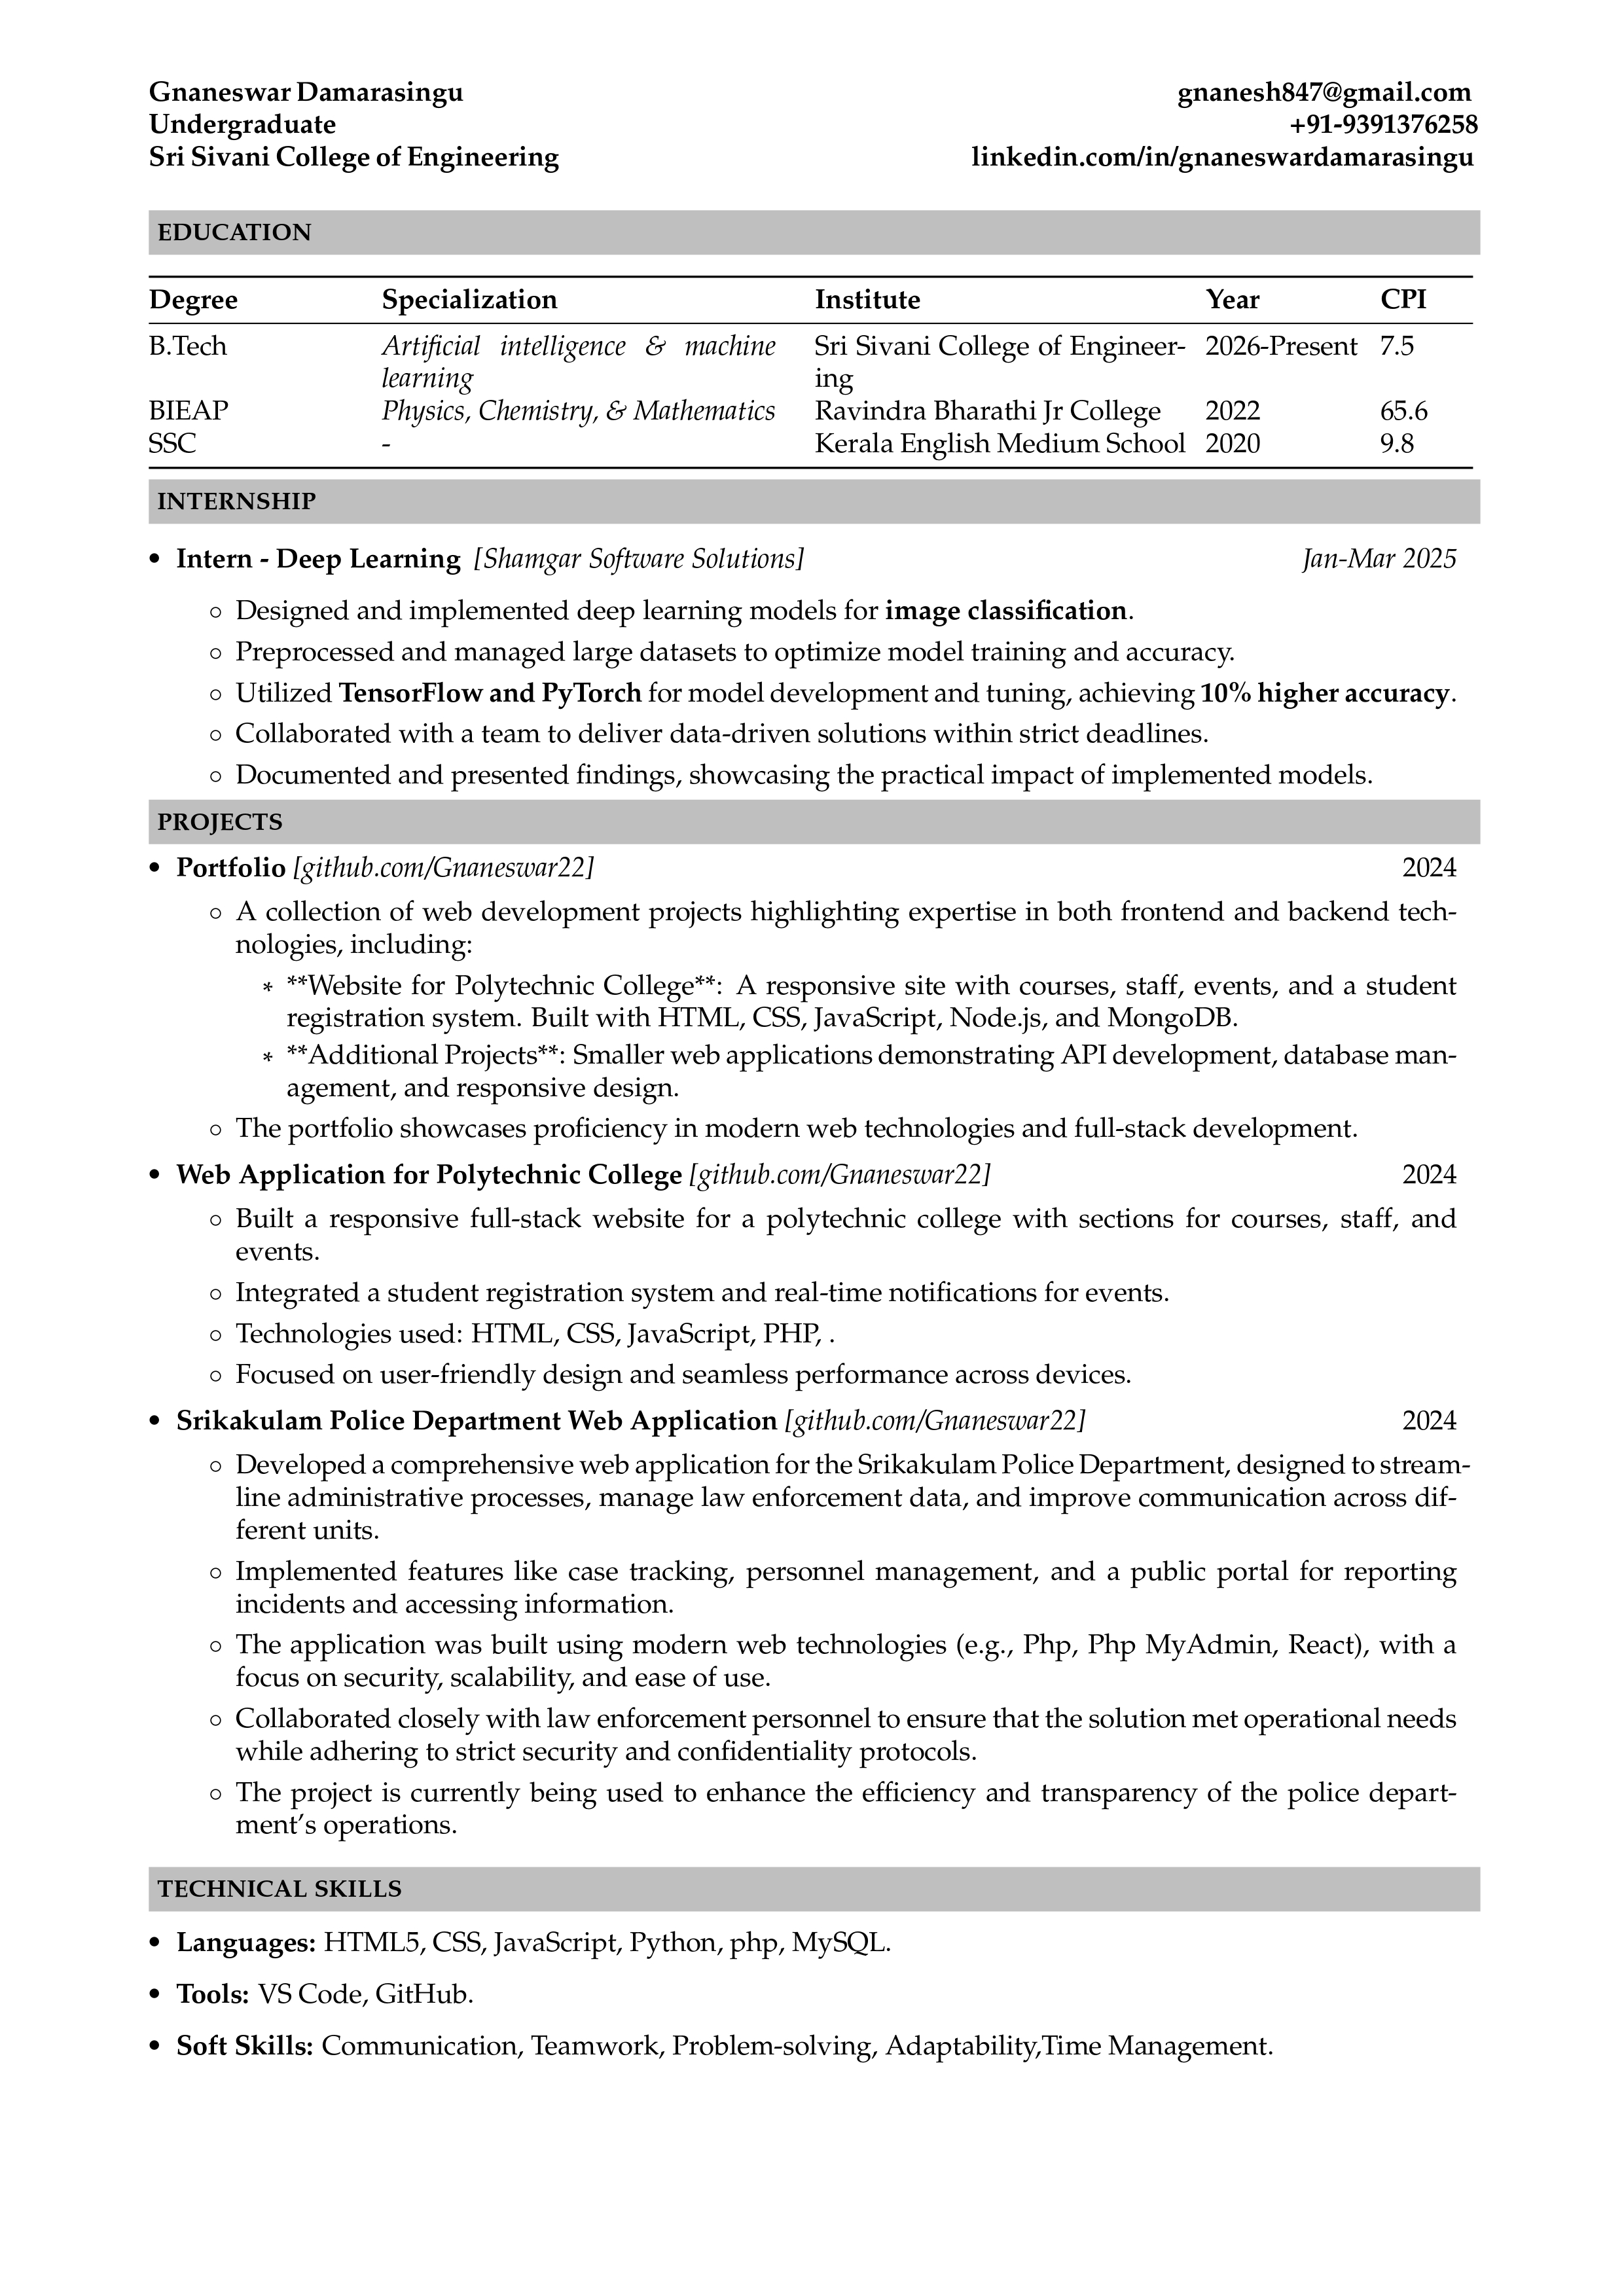 Gnaneswar Damarasingu gnanesh847@gmail.com
Undergraduate +91-9391376258
Sri Sivani College of Engineering linkedin.com/in/gnaneswardamarasingu
EDUCATION
Degree Specialization Institute Year CPI
B.Tech Artificial intelligence & machine Sri Sivani College of Engineer- 2026-Present 7.5
learning ing
BIEAP Physics, Chemistry, & Mathematics Ravindra Bharathi Jr College 2022 65.6
SSC - Kerala English Medium School 2020 9.8
INTERNSHIP
• Intern - Deep Learning [Shamgar Software Solutions] Jan-Mar 2025
○ Designed and implemented deep learning models for image classification.
○ Preprocessed and managed large datasets to optimize model training and accuracy.
○ Utilized TensorFlow and PyTorch for model development and tuning, achieving 10% higher accuracy.
○ Collaborated with a team to deliver data-driven solutions within strict deadlines.
○ Documented and presented findings, showcasing the practical impact of implemented models.
PROJECTS
• Portfolio [github.com/Gnaneswar22] 2024
○ A collection of web development projects highlighting expertise in both frontend and backend tech-
nologies, including:
* **Website for Polytechnic College**: A responsive site with courses, staff, events, and a student
registration system. Built with HTML, CSS, JavaScript, Node.js, and MongoDB.
* **Additional Projects**: Smaller web applications demonstrating API development, database man-
agement, and responsive design.
○ The portfolio showcases proficiency in modern web technologies and full-stack development.
• Web Application for Polytechnic College [github.com/Gnaneswar22] 2024
○ Built a responsive full-stack website for a polytechnic college with sections for courses, staff, and
events.
○ Integrated a student registration system and real-time notifications for events.
○ Technologies used: HTML, CSS, JavaScript, PHP, .
○ Focused on user-friendly design and seamless performance across devices.
• Srikakulam Police Department Web Application [github.com/Gnaneswar22] 2024
○ Developed a comprehensive web application for the Srikakulam Police Department, designed to stream-
line administrative processes, manage law enforcement data, and improve communication across dif-
ferent units.
○ Implemented features like case tracking, personnel management, and a public portal for reporting
incidents and accessing information.
○ The application was built using modern web technologies (e.g., Php, Php MyAdmin, React), with a
focus on security, scalability, and ease of use.
○ Collaborated closely with law enforcement personnel to ensure that the solution met operational needs
while adhering to strict security and confidentiality protocols.
○ The project is currently being used to enhance the efficiency and transparency of the police depart-
ment's operations.
TECHNICAL SKILLS
• Languages: HTML5, CSS, JavaScript, Python, php, MySQL.
• Tools: VS Code, GitHub.
• Soft Skills: Communication, Teamwork, Problem-solving, Adaptability,Time Management.